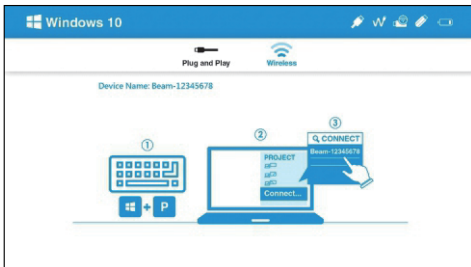 Windows 10
Plug and Play
Wireless
Device Name: Beam-12345678
①
②
③
PROJECT
Connect...
CONNECT
Beam-12345678
+ P